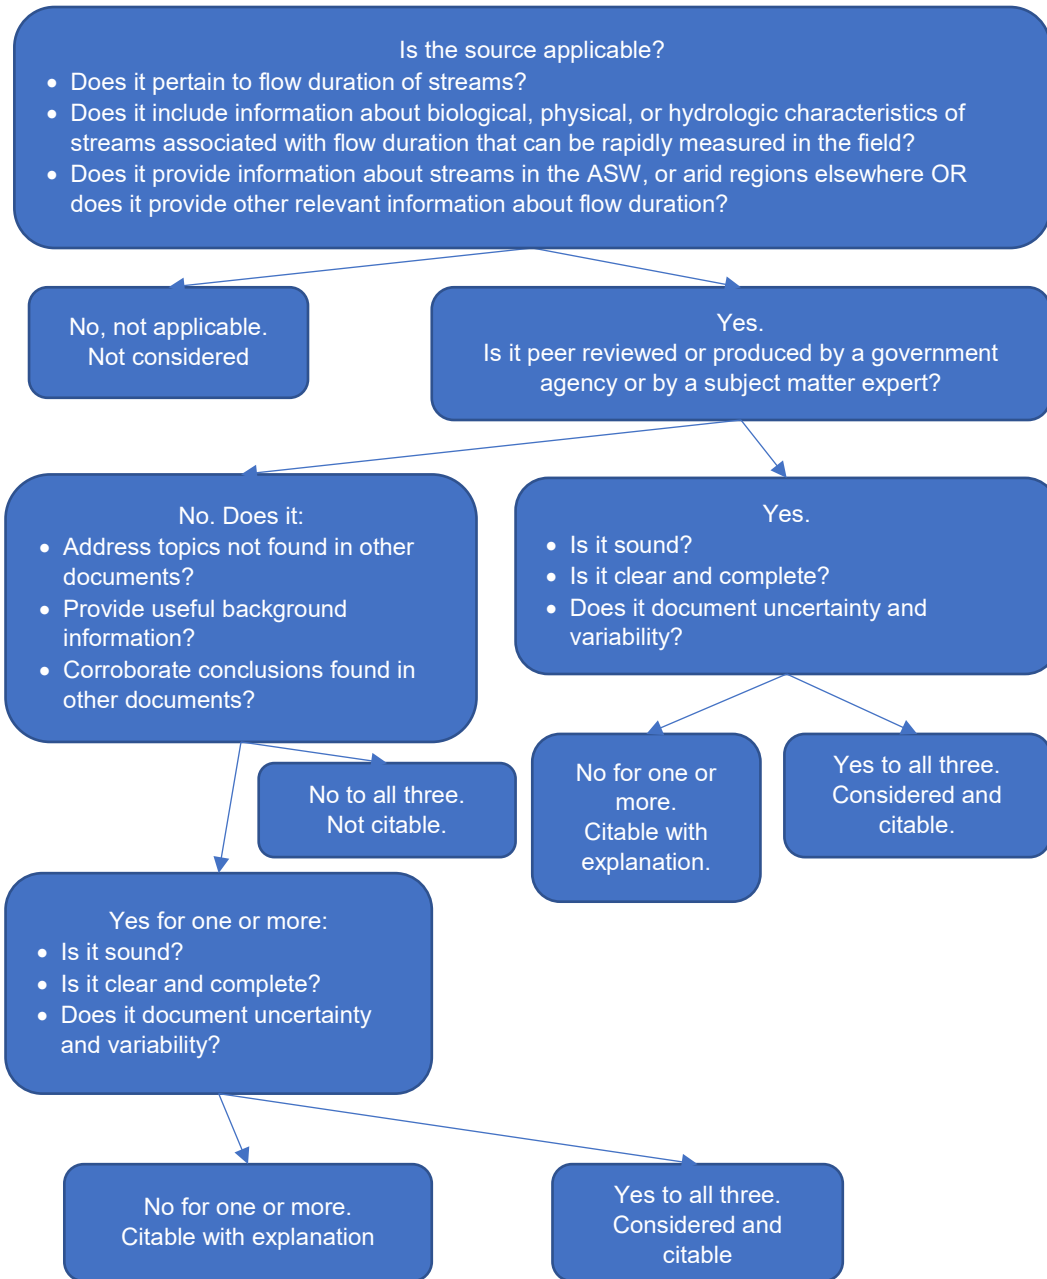 Is the source applicable?
• Does it pertain to flow duration of streams?
• Does it include information about biological, physical, or hydrologic characteristics of
streams associated with flow duration that can be rapidly measured in the field?
• Does it provide information about streams in the ASW, or arid regions elsewhere OR
does it provide other relevant information about flow duration?
No, not applicable.
Not considered
Yes.
Is it peer reviewed or produced by a government
agency or by a subject matter expert?
No. Does it:
• Address topics not found in other
documents?
• Provide useful background
information?
• Corroborate conclusions found in
other documents?
Yes.
• Is it sound?
• Is it clear and complete?
• Does it document uncertainty and
variability?
No to all three.
Not citable.
No for one or
more.
Citable with
explanation.
Yes to all three.
Considered and
citable.
Yes for one or more:
• Is it sound?
• Is it clear and complete?
• Does it document uncertainty
and variability?
No for one or more.
Citable with explanation
Yes to all three.
Considered and
citable